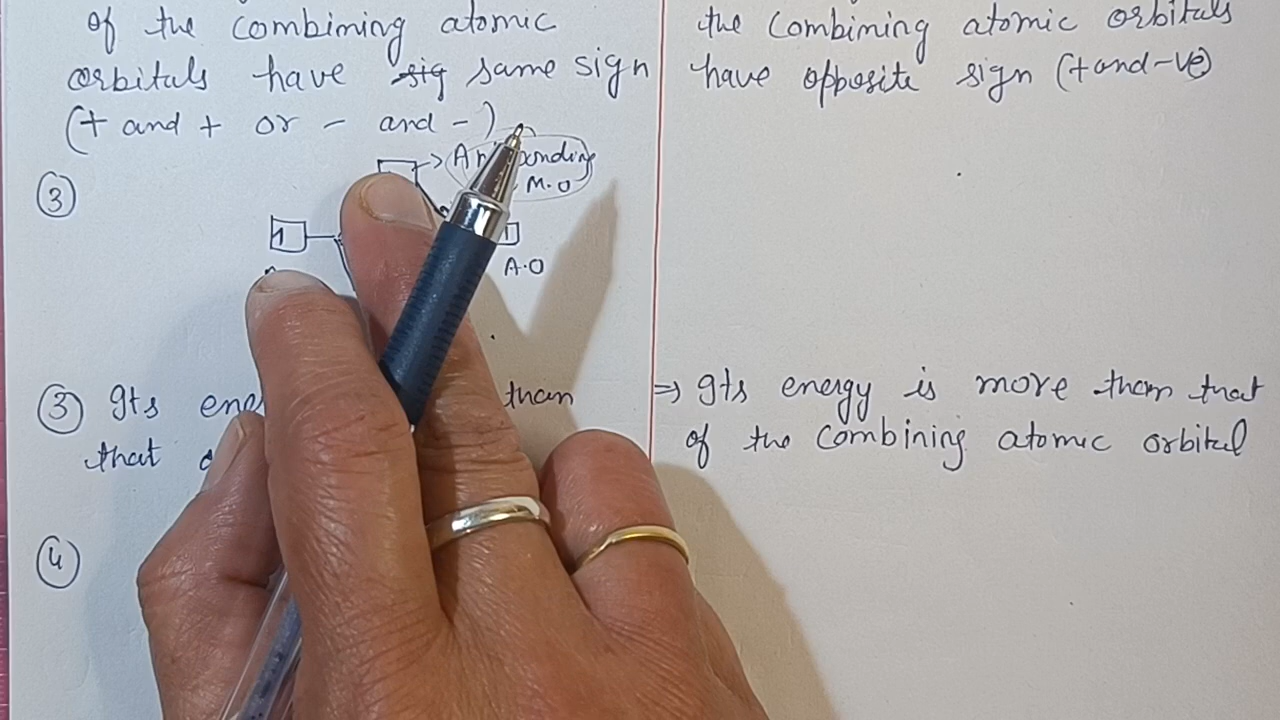 of the combining atomic
orbitals have sig same sign
(+ and + or - and -)
③
M.O
1
1
A.O
③ Its than
that
④
the combining atomic orbitals
have opposite sign (+ and -ve)
⇒ Its energy is more than that
of the combining atomic orbital